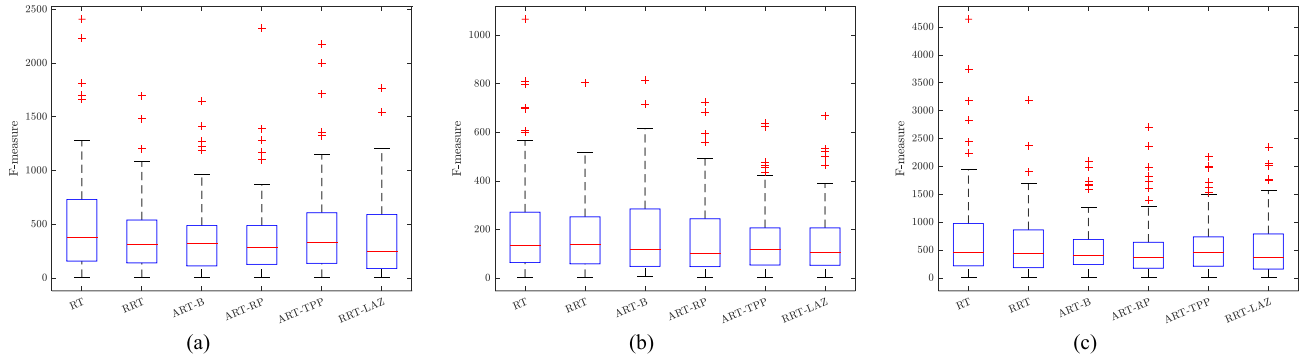 2500
2000
1500
1000
500
0
F-measure
RT
RRT
ART-B
ART-RP
ART-TPP
RRT-LAZ
(a)
1000
800
600
400
200
0
F-measure
RT
RRT
ART-B
ART-RP
ART-TPP
RRT-LAZ
(b)
4500
4000
3500
3000
2500
2000
1500
1000
500
0
F-measure
RT
RRT
ART-B
ART-RP
ART-TPP
RRT-LAZ
(c)